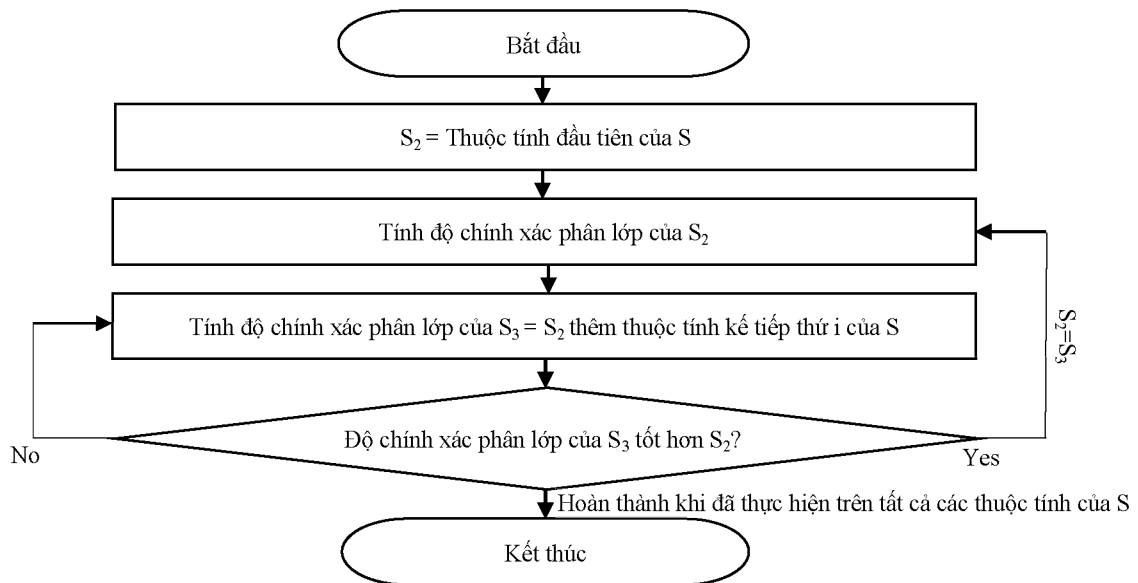 Bắt đầu
S₂ = Thuộc tính đầu tiên của S
Tính độ chính xác phân lớp của S₂
Tính độ chính xác phân lớp của S₃ = S₂ thêm thuộc tính kế tiếp thứ i của S
S₂=S₃
Độ chính xác phân lớp của S₃ tốt hơn S₂?
No
Yes
Hoàn thành khi đã thực hiện trên tất cả các thuộc tính của S
Kết thúc